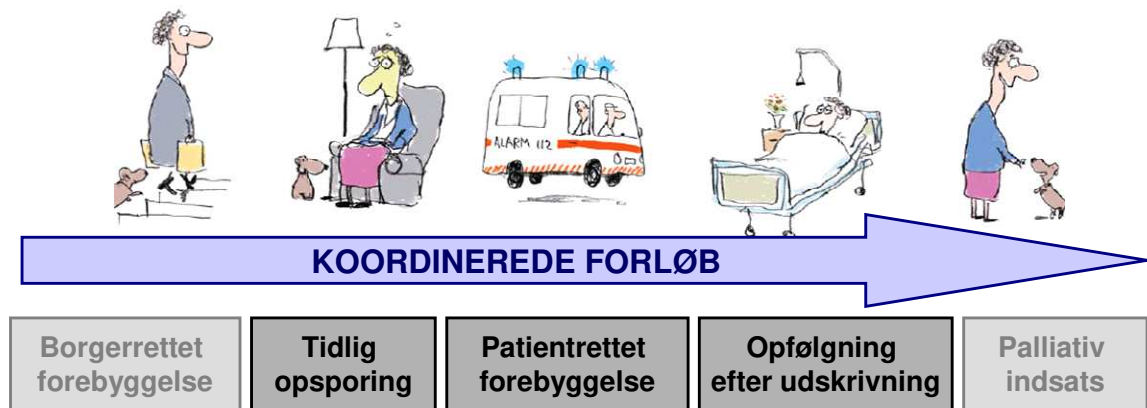 ALARM 112
KOORDINEREDE FORLØB
Borgerrettet
forebyggelse
Tidlig
opsporing
Patientrettet
forebyggelse
Opfølgning
efter udskrivning
Palliativ
indsats